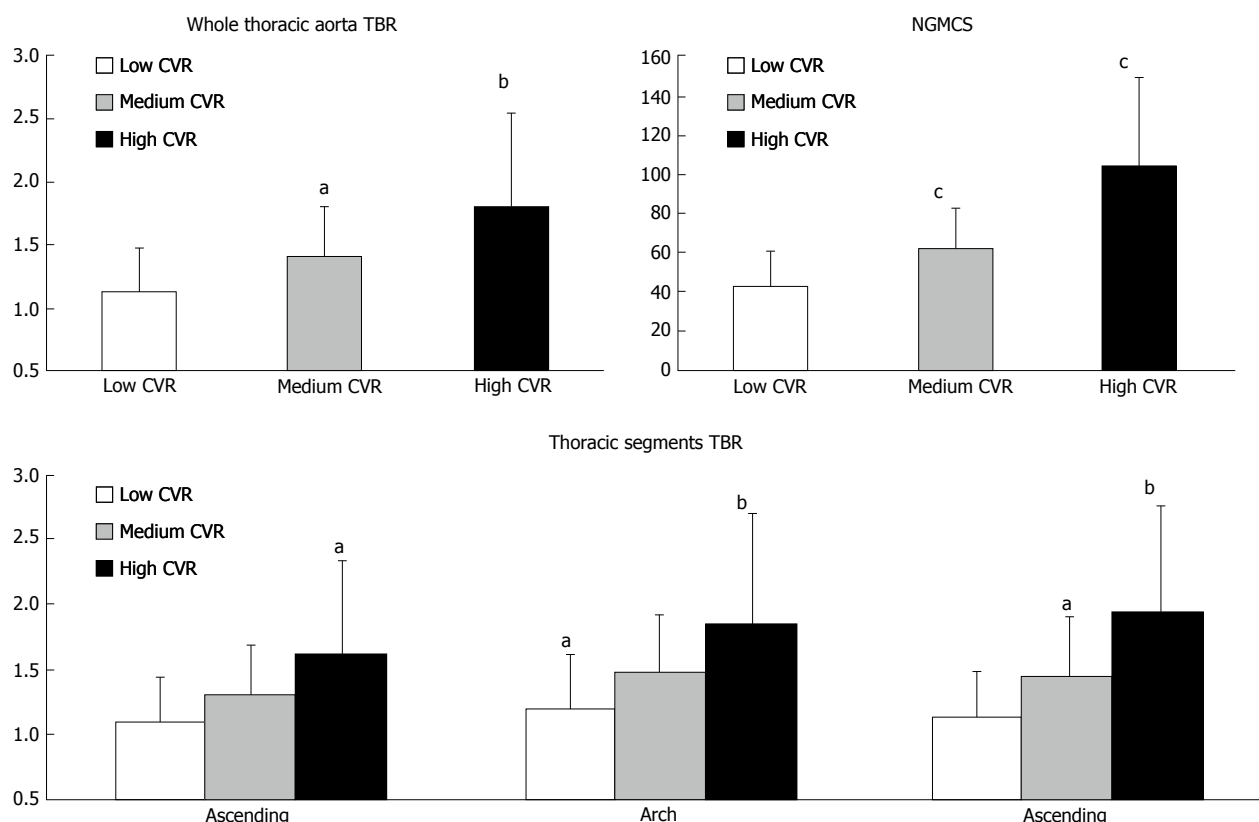 Whole thoracic aorta TBR
3.0
2.5
2.0
1.5
1.0
0.5
Low CVR
Medium CVR
High CVR
a
b
Low CVR
Medium CVR
High CVR
NGMCS
160
140
120
100
80
60
40
20
0
Low CVR
Medium CVR
High CVR
c
c
Low CVR
Medium CVR
High CVR
Thoracic segments TBR
3.0
2.5
2.0
1.5
1.0
0.5
Low CVR
Medium CVR
High CVR
a
a
b
a
b
Ascending
Arch
Ascending